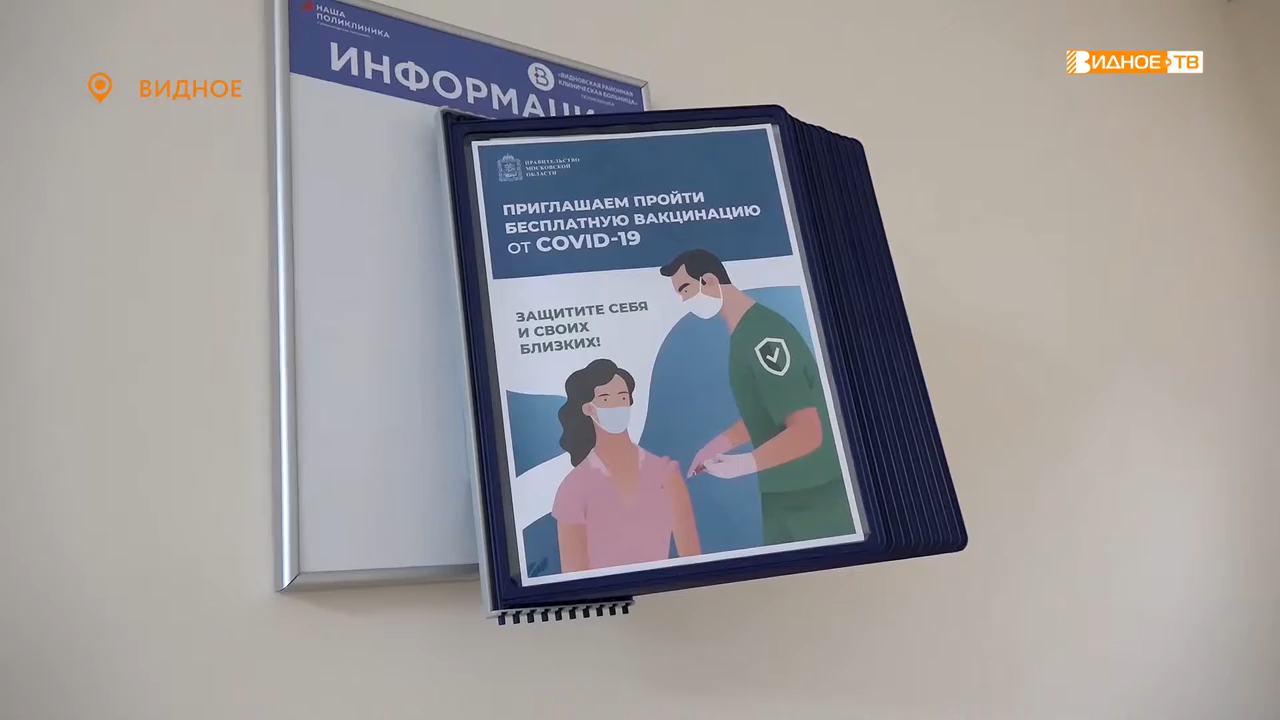 НАША
ПОЛИКЛИНИКА
ИНФОРМАЦИ
«ВИДНОВСКАЯ РАЙОННАЯ
КЛИНИЧЕСКАЯ БОЛЬНИЦА»
ВИДНОЕ
ВИДНОЕ ТВ
ПРАВИТЕЛЬСТВО
МОСКОВСКОЙ
ОБЛАСТИ
ПРИГЛАШАЕМ ПРОЙТИ
БЕСПЛАТНУЮ ВАКЦИНАЦИЮ
ОТ COVID-19
ЗАЩИТИТЕ СЕБЯ
И СВОИХ
БЛИЗКИХ!